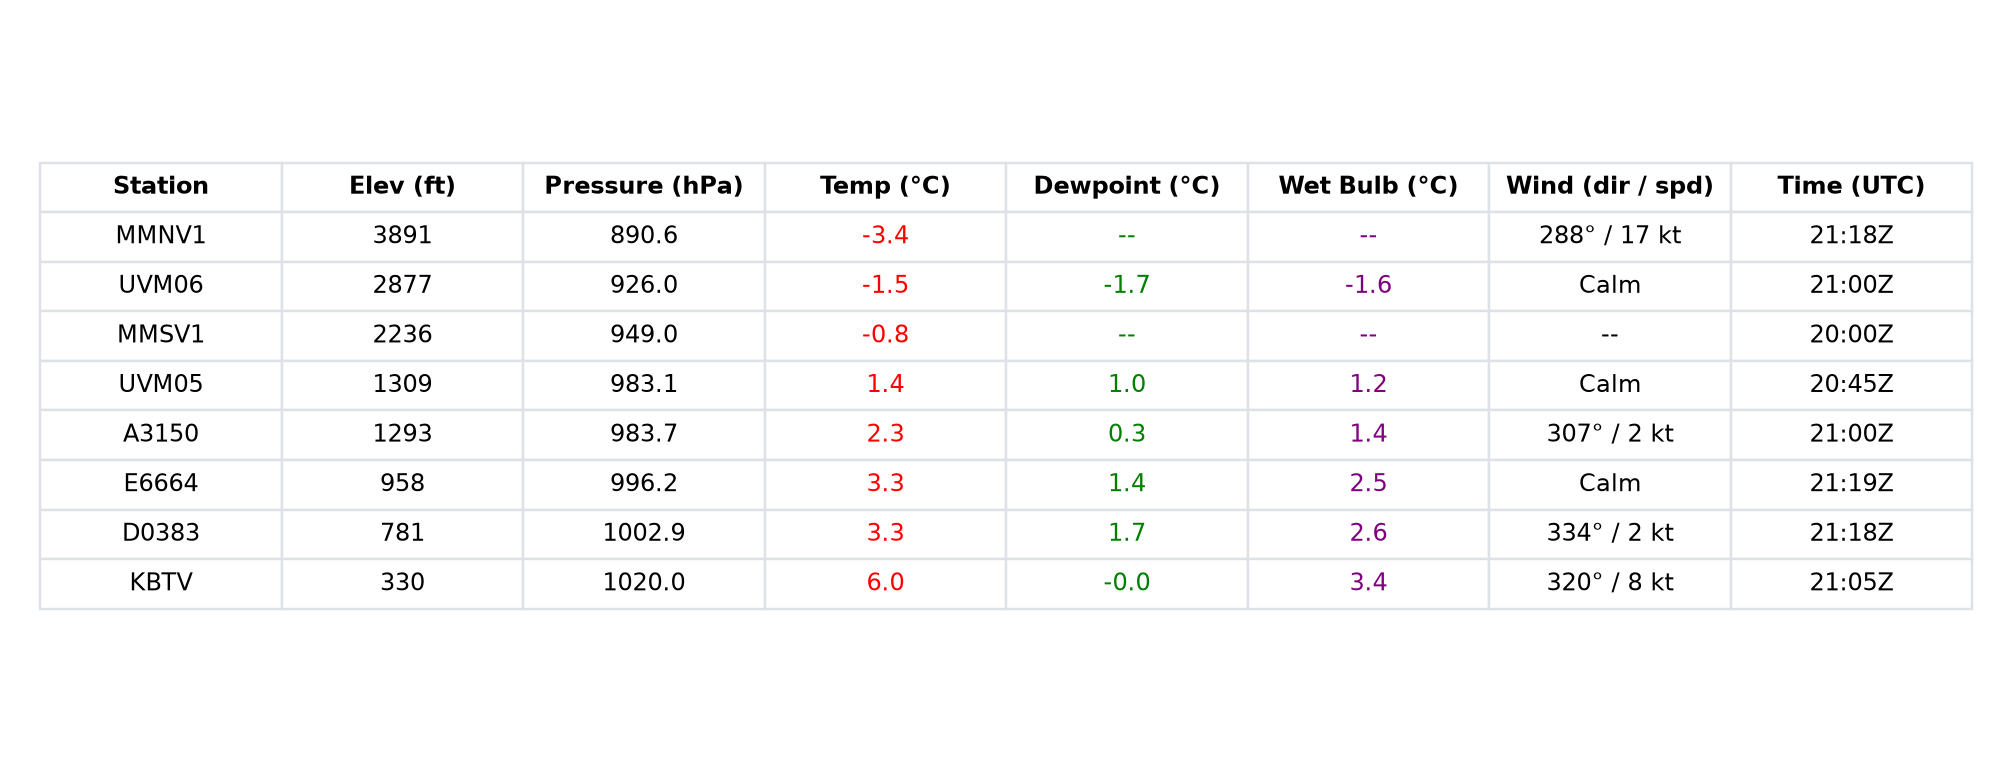 Station Elev (ft) Pressure (hPa) Temp (°C) Dewpoint (°C) Wet Bulb (°C) Wind (dir / spd) Time (UTC)
MMNV1 3891 890.6 -3.4 -- -- 288° / 17 kt 21:18Z
UVM06 2877 926.0 -1.5 -1.7 -1.6 Calm 21:00Z
MMSV1 2236 949.0 -0.8 -- -- -- 20:00Z
UVM05 1309 983.1 1.4 1.0 1.2 Calm 20:45Z
A3150 1293 983.7 2.3 0.3 1.4 307° / 2 kt 21:00Z
E6664 958 996.2 3.3 1.4 2.5 Calm 21:19Z
D0383 781 1002.9 3.3 1.7 2.6 334° / 2 kt 21:18Z
KBTV 330 1020.0 6.0 -0.0 3.4 320° / 8 kt 21:05Z